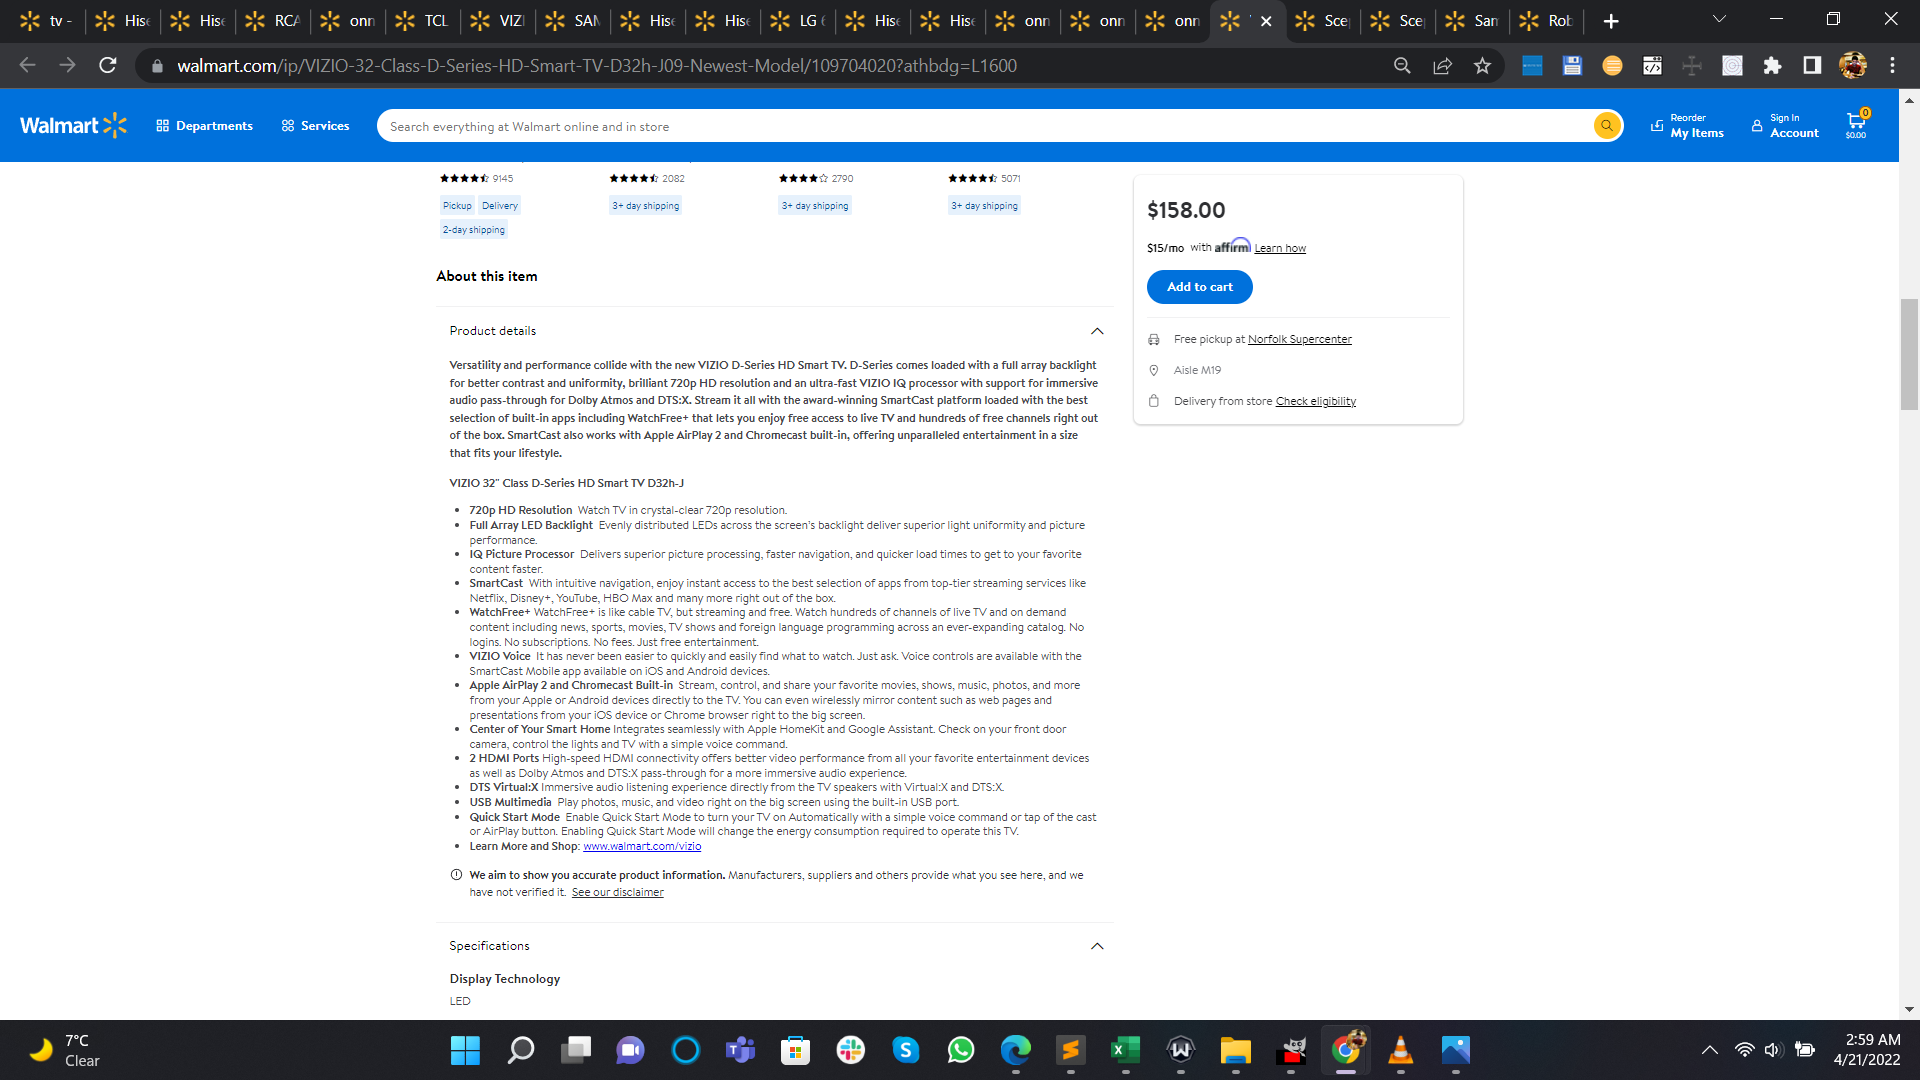 tv -
Hise
Hise
RCA
onn
TCL
VIZI
SAM
Hise
Hise
LG 6
Hise
Hise
onn
onn
onn
Sce
Sce
Sam
Rob
walmart.com/ip/VIZIO-32-Class-D-Series-HD-Smart-TV-D32h-J09-Newest-Model/109704020?athbdg=L1600
Walmart
Departments
Services
Search everything at Walmart online and in store
Reorder
My Items
Sign In
Account
0
$0.00
9145
2082
2790
5071
Pickup
Delivery
3+ day shipping
3+ day shipping
3+ day shipping
2-day shipping
$158.00
$15/mo with affirm Learn how
Add to cart
Free pickup at Norfolk Supercenter
Aisle M19
Delivery from store Check eligibility
About this item
Product details
Versatility and performance collide with the new VIZIO D-Series HD Smart TV. D-Series comes loaded with a full array backlight
for better contrast and uniformity, brilliant 720p HD resolution and an ultra-fast VIZIO IQ processor with support for immersive
audio pass-through for Dolby Atmos and DTS:X. Stream it all with the award-winning SmartCast platform loaded with the best
selection of built-in apps including WatchFree+ that lets you enjoy free access to live TV and hundreds of free channels right out
of the box. SmartCast also works with Apple AirPlay 2 and Chromecast built-in, offering unparalleled entertainment in a size
that fits your lifestyle.
VIZIO 32" Class D-Series HD Smart TV D32h-J
• 720p HD Resolution Watch TV in crystal-clear 720p resolution.
• Full Array LED Backlight Evenly distributed LEDs across the screen's backlight deliver superior light uniformity and picture
performance.
• IQ Picture Processor Delivers superior picture processing, faster navigation, and quicker load times to get to your favorite
content faster.
• SmartCast With intuitive navigation, enjoy instant access to the best selection of apps from top-tier streaming services like
Netflix, Disney+, YouTube, HBO Max and many more right out of the box.
• WatchFree+ WatchFree+ is like cable TV, but streaming and free. Watch hundreds of channels of live TV and on demand
content including news, sports, movies, TV shows and foreign language programming across an ever-expanding catalog. No
logins. No subscriptions. No fees. Just free entertainment.
• VIZIO Voice It has never been easier to quickly and easily find what to watch. Just ask. Voice controls are available with the
SmartCast Mobile app available on iOS and Android devices.
• Apple AirPlay 2 and Chromecast Built-in Stream, control, and share your favorite movies, shows, music, photos, and more
from your Apple or Android devices directly to the TV. You can even wirelessly mirror content such as web pages and
presentations from your iOS device or Chrome browser right to the big screen.
• Center of Your Smart Home Integrates seamlessly with Apple HomeKit and Google Assistant. Check on your front door
camera, control the lights and TV with a simple voice command.
• 2 HDMI Ports High-speed HDMI connectivity offers better video performance from all your favorite entertainment devices
as well as Dolby Atmos and DTS:X pass-through for a more immersive audio experience.
• DTS Virtual:X Immersive audio listening experience directly from the TV speakers with Virtual:X and DTS:X.
• USB Multimedia Play photos, music, and video right on the big screen using the built-in USB port.
• Quick Start Mode Enable Quick Start Mode to turn your TV on Automatically with a simple voice command or tap of the cast
or AirPlay button. Enabling Quick Start Mode will change the energy consumption required to operate this TV.
• Learn More and Shop: www.walmart.com/vizio
We aim to show you accurate product information. Manufacturers, suppliers and others provide what you see here, and we
have not verified it. See our disclaimer
Specifications
Display Technology
LED
7°C
Clear
2:59 AM
4/21/2022